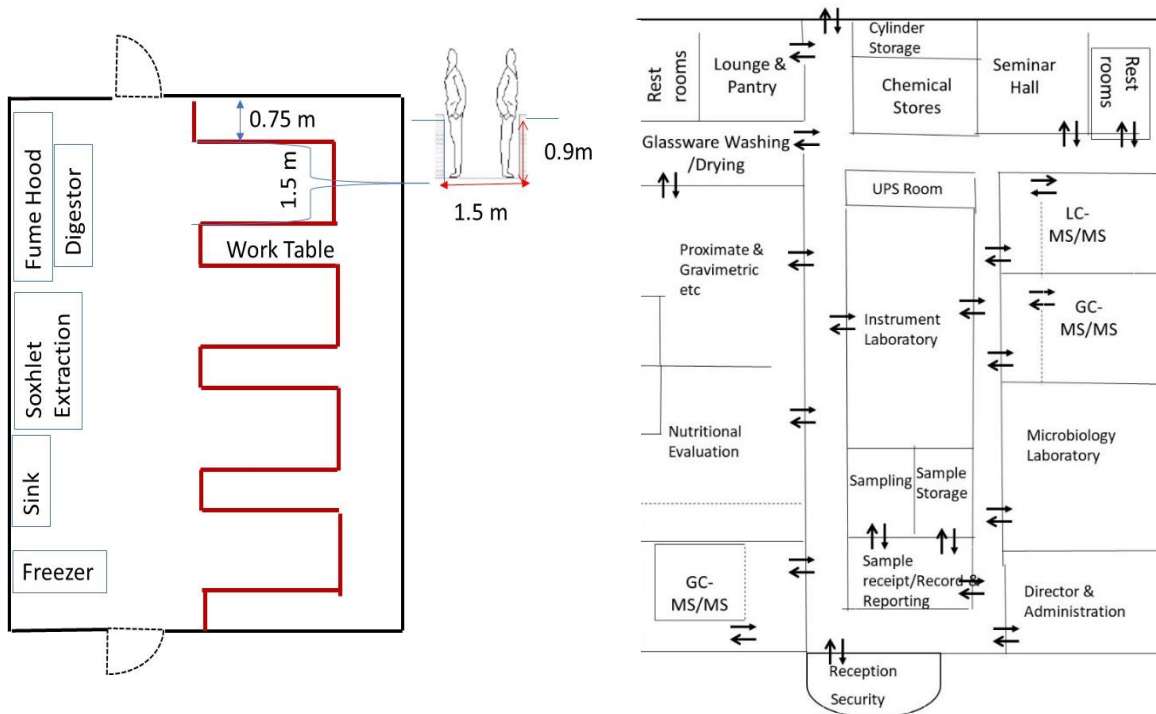 0.75 m
1.5 m
0.9m
1.5 m
Fume Hood
Digestor
Work Table
Soxhlet
Extraction
Sink
Freezer
Rest
rooms
Lounge &
Pantry
Cylinder
Storage
Chemical
Stores
Seminar
Hall
Rest
rooms
Glassware Washing
/Drying
UPS Room
LC-
MS/MS
Proximate &
Gravimetric
etc
Instrument
Laboratory
GC-
MS/MS
Nutritional
Evaluation
Microbiology
Laboratory
Sampling
Sample
Storage
GC-
MS/MS
Sample
receipt/Record &
Reporting
Director &
Administration
Reception
Security